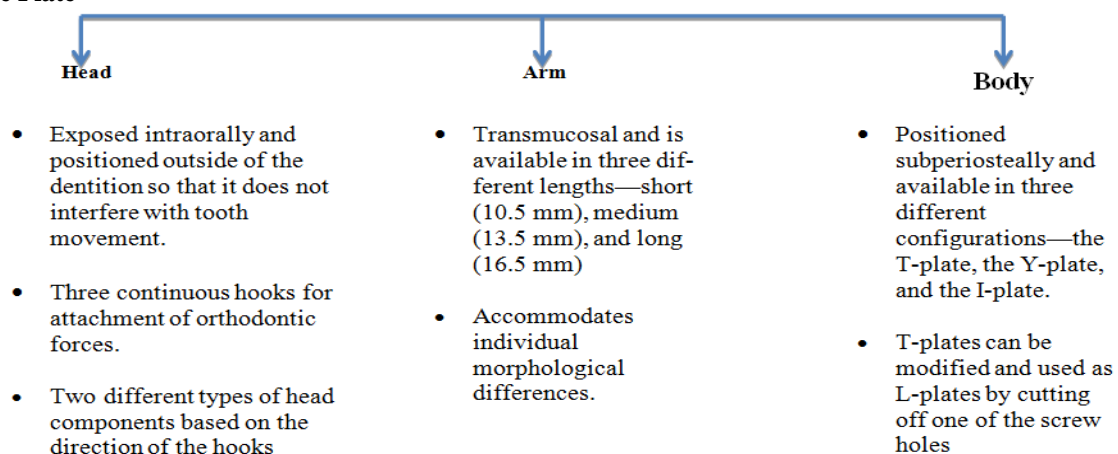 Plate
Head
• Exposed intraorally and
positioned outside of the
dentition so that it does not
interfere with tooth
movement.
• Three continuous hooks for
attachment of orthodontic
forces.
• Two different types of head
components based on the
direction of the hooks
Arm
• Transmucosal and is
available in three dif-
ferent lengths—short
(10.5 mm), medium
(13.5 mm), and long
(16.5 mm)
• Accommodates
individual
morphological
differences.
Body
• Positioned
subperiosteally and
available in three
different
configurations—the
T-plate, the Y-plate,
and the I-plate.
• T-plates can be
modified and used as
L-plates by cutting
off one of the screw
holes